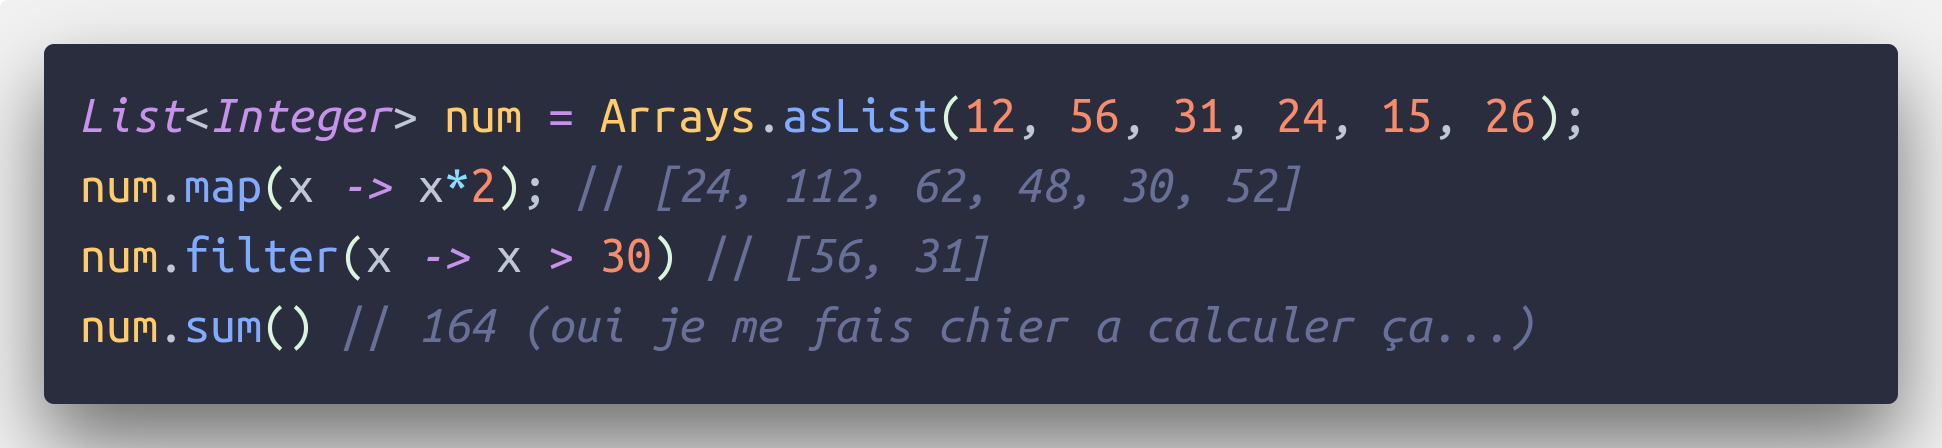 List<Integer> num = Arrays.asList(12, 56, 31, 24, 15, 26);
num.map(x -> x*2); // [24, 112, 62, 48, 30, 52]
num.filter(x -> x > 30) // [56, 31]
num.sum() // 164 (oui je me fais chier a calculer ça...)